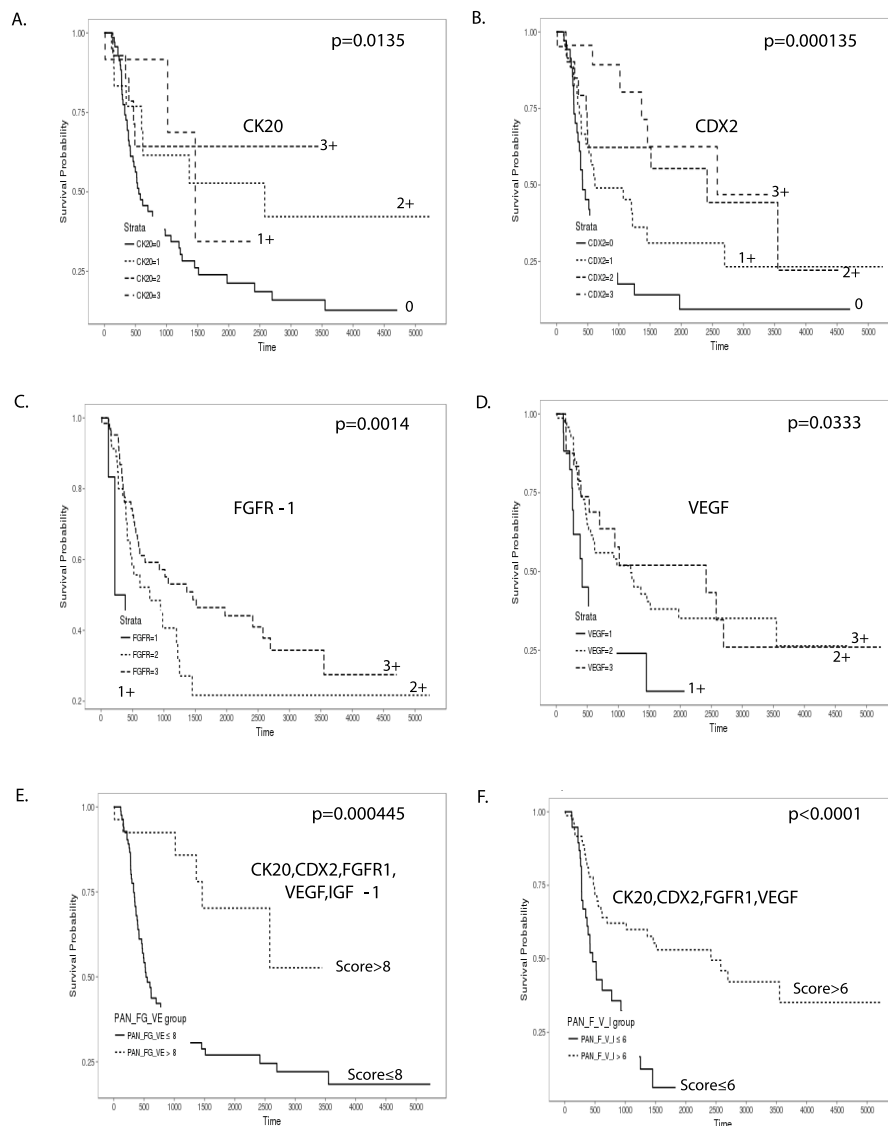 A.
p=0.0135
CK20
3+
2+
1+
0
Survival Probability
1.00
0.75
0.50
0.25
Strata
CK20=0
CK20=1
CK20=2
CK20=3
0 500 1000 1500 2000 2500 3000 3500 4000 4500 5000
Time
B.
p=0.000135
CDX2
3+
1+
2+
0
Survival Probability
1.00
0.75
0.50
0.25
Strata
CDX2=0
CDX2=1
CDX2=2
CDX2=3
0 500 1000 1500 2000 2500 3000 3500 4000 4500 5000
Time
C.
p=0.0014
FGFR -1
3+
2+
1+
Survival Probability
1.0
0.8
0.6
0.4
0.2
Strata
FGFR=1
FGFR=2
FGFR=3
0 500 1000 1500 2000 2500 3000 3500 4000 4500 5000
Time
D.
p=0.0333
VEGF
3+
2+
1+
Survival Probability
1.00
0.75
0.50
0.25
Strata
VEGF=1
VEGF=2
VEGF=3
0 500 1000 1500 2000 2500 3000 3500 4000 4500 5000
Time
E.
p=0.000445
CK20,CDX2,FGFR1,
VEGF,IGF -1
Score>8
Score≤8
Survival Probability
1.00
0.75
0.50
0.25
PAN_FG_VE group
PAN_FG_VE ≤ 8
PAN_FG_VE > 8
0 500 1000 1500 2000 2500 3000 3500 4000 4500 5000
Time
F.
p<0.0001
CK20,CDX2,FGFR1,VEGF
Score>6
Score≤6
Survival Probability
1.00
0.75
0.50
0.25
PAN_F_V_I group
PAN_F_V_I ≤ 6
PAN_F_V_I > 6
0 500 1000 1500 2000 2500 3000 3500 4000 4500 5000
Time